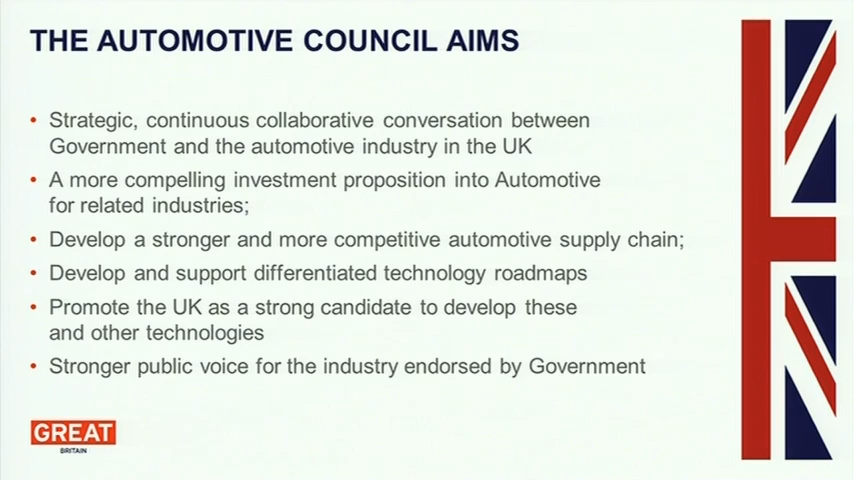 THE AUTOMOTIVE COUNCIL AIMS
• Strategic, continuous collaborative conversation between
Government and the automotive industry in the UK
• A more compelling investment proposition into Automotive
for related industries;
• Develop a stronger and more competitive automotive supply chain;
• Develop and support differentiated technology roadmaps
• Promote the UK as a strong candidate to develop these
and other technologies
• Stronger public voice for the industry endorsed by Government
GREAT
BRITAIN